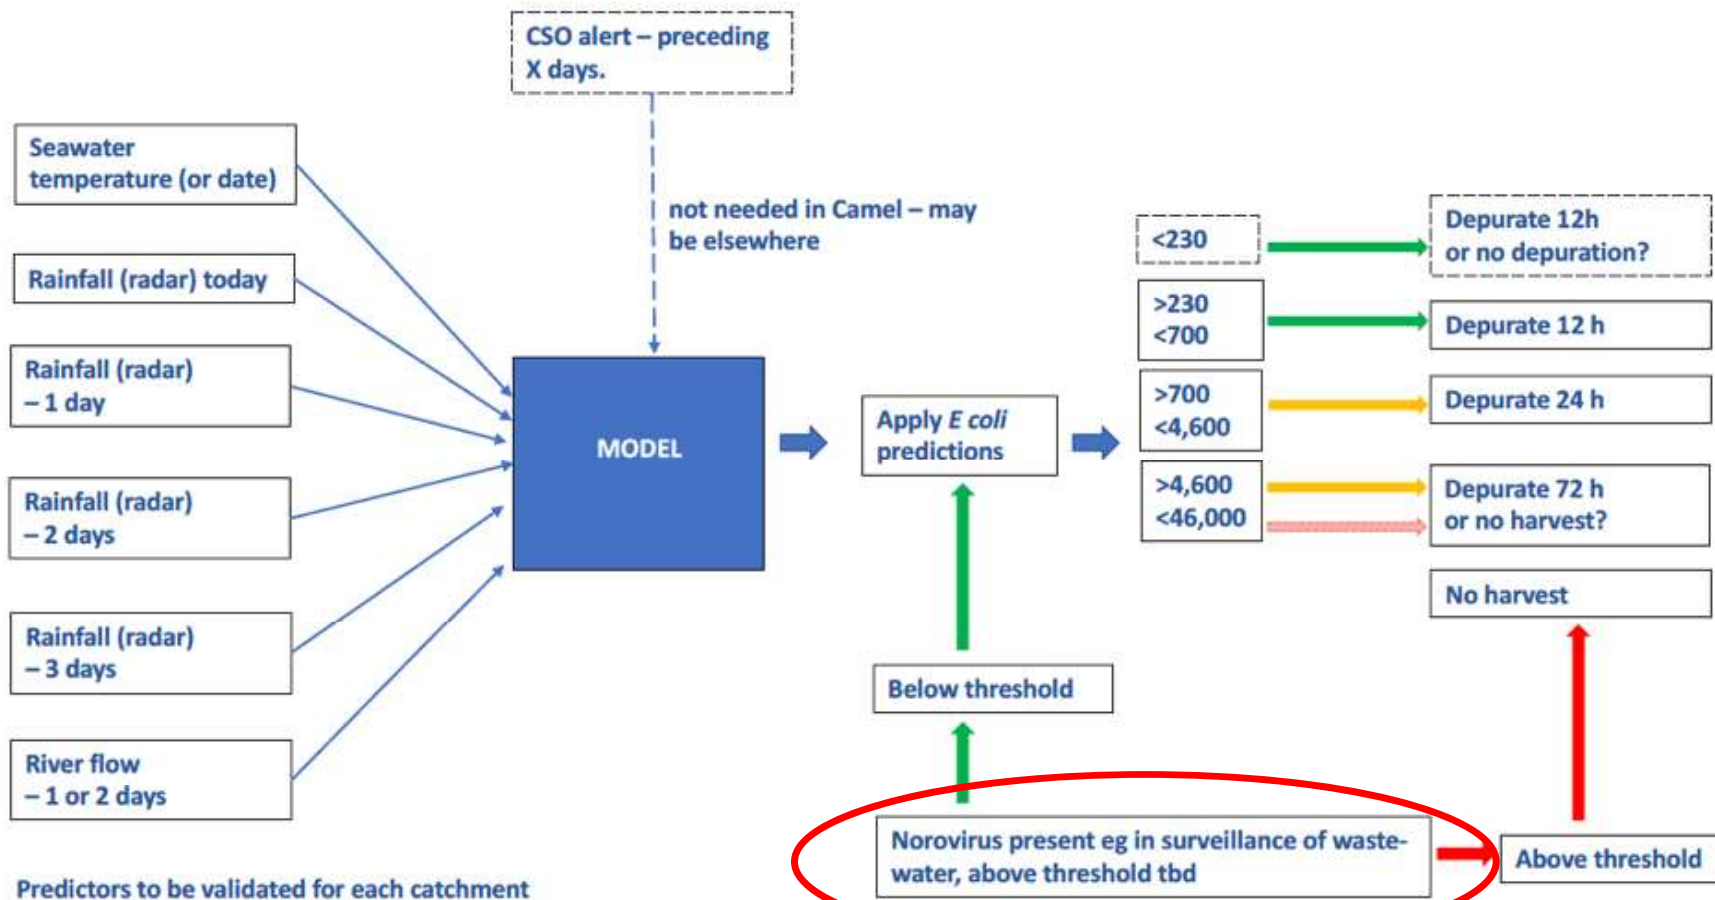 CSO alert – preceding
X days.
Seawater
temperature (or date)
Rainfall (radar) today
Rainfall (radar)
– 1 day
Rainfall (radar)
– 2 days
Rainfall (radar)
– 3 days
River flow
– 1 or 2 days
Predictors to be validated for each catchment
not needed in Camel – may
be elsewhere
MODEL
Apply E coli
predictions
Below threshold
Norovirus present eg in surveillance of waste-
water, above threshold tbd
Above threshold
<230
>230
<700
>700
<4,600
>4,600
<46,000
Depurate 12h
or no depuration?
Depurate 12 h
Depurate 24 h
Depurate 72 h
or no harvest?
No harvest